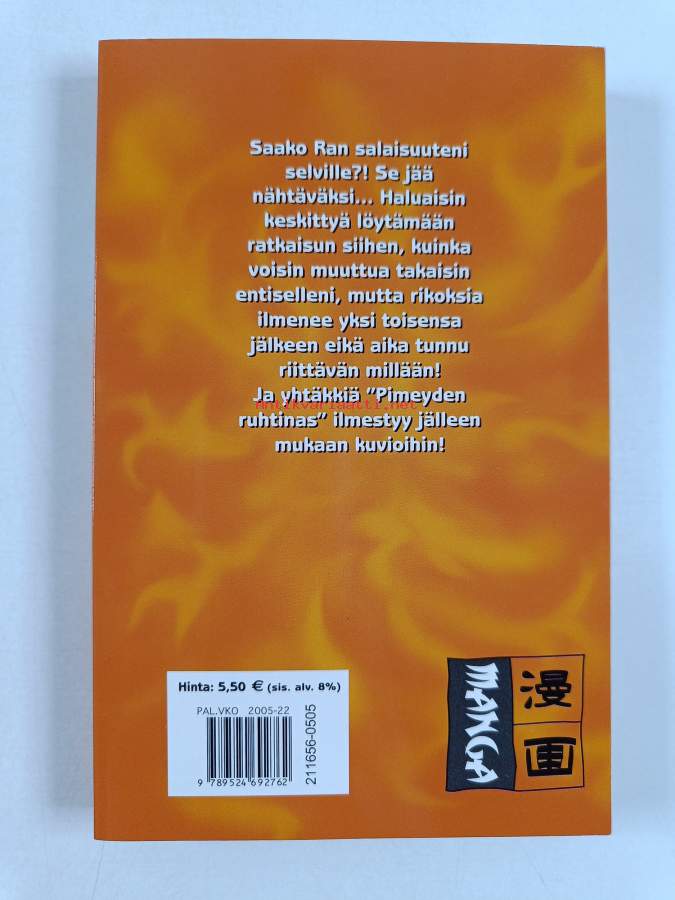 Saako Ran salaisuuteni
selville?! Se jää
nähtäväksi... Haluaisin
keskittyä löytämään
ratkaisun siihen, kuinka
voisin muuttua takaisin
entiselleni, mutta rikoksia
ilmenee yksi toisensa
jälkeen eikä aika tunnu
riittävän millään!
Ja yhtäkkiä ”Pimeyden
Antikvariaatti.net
ruhtinas” ilmestyy jälleen
mukaan kuvioihin!
Hinta: 5,50 € (sis. alv. 8%)
PAL.VKO 2005-22
9 789524 692762
211656-0505
MANGA
漫画